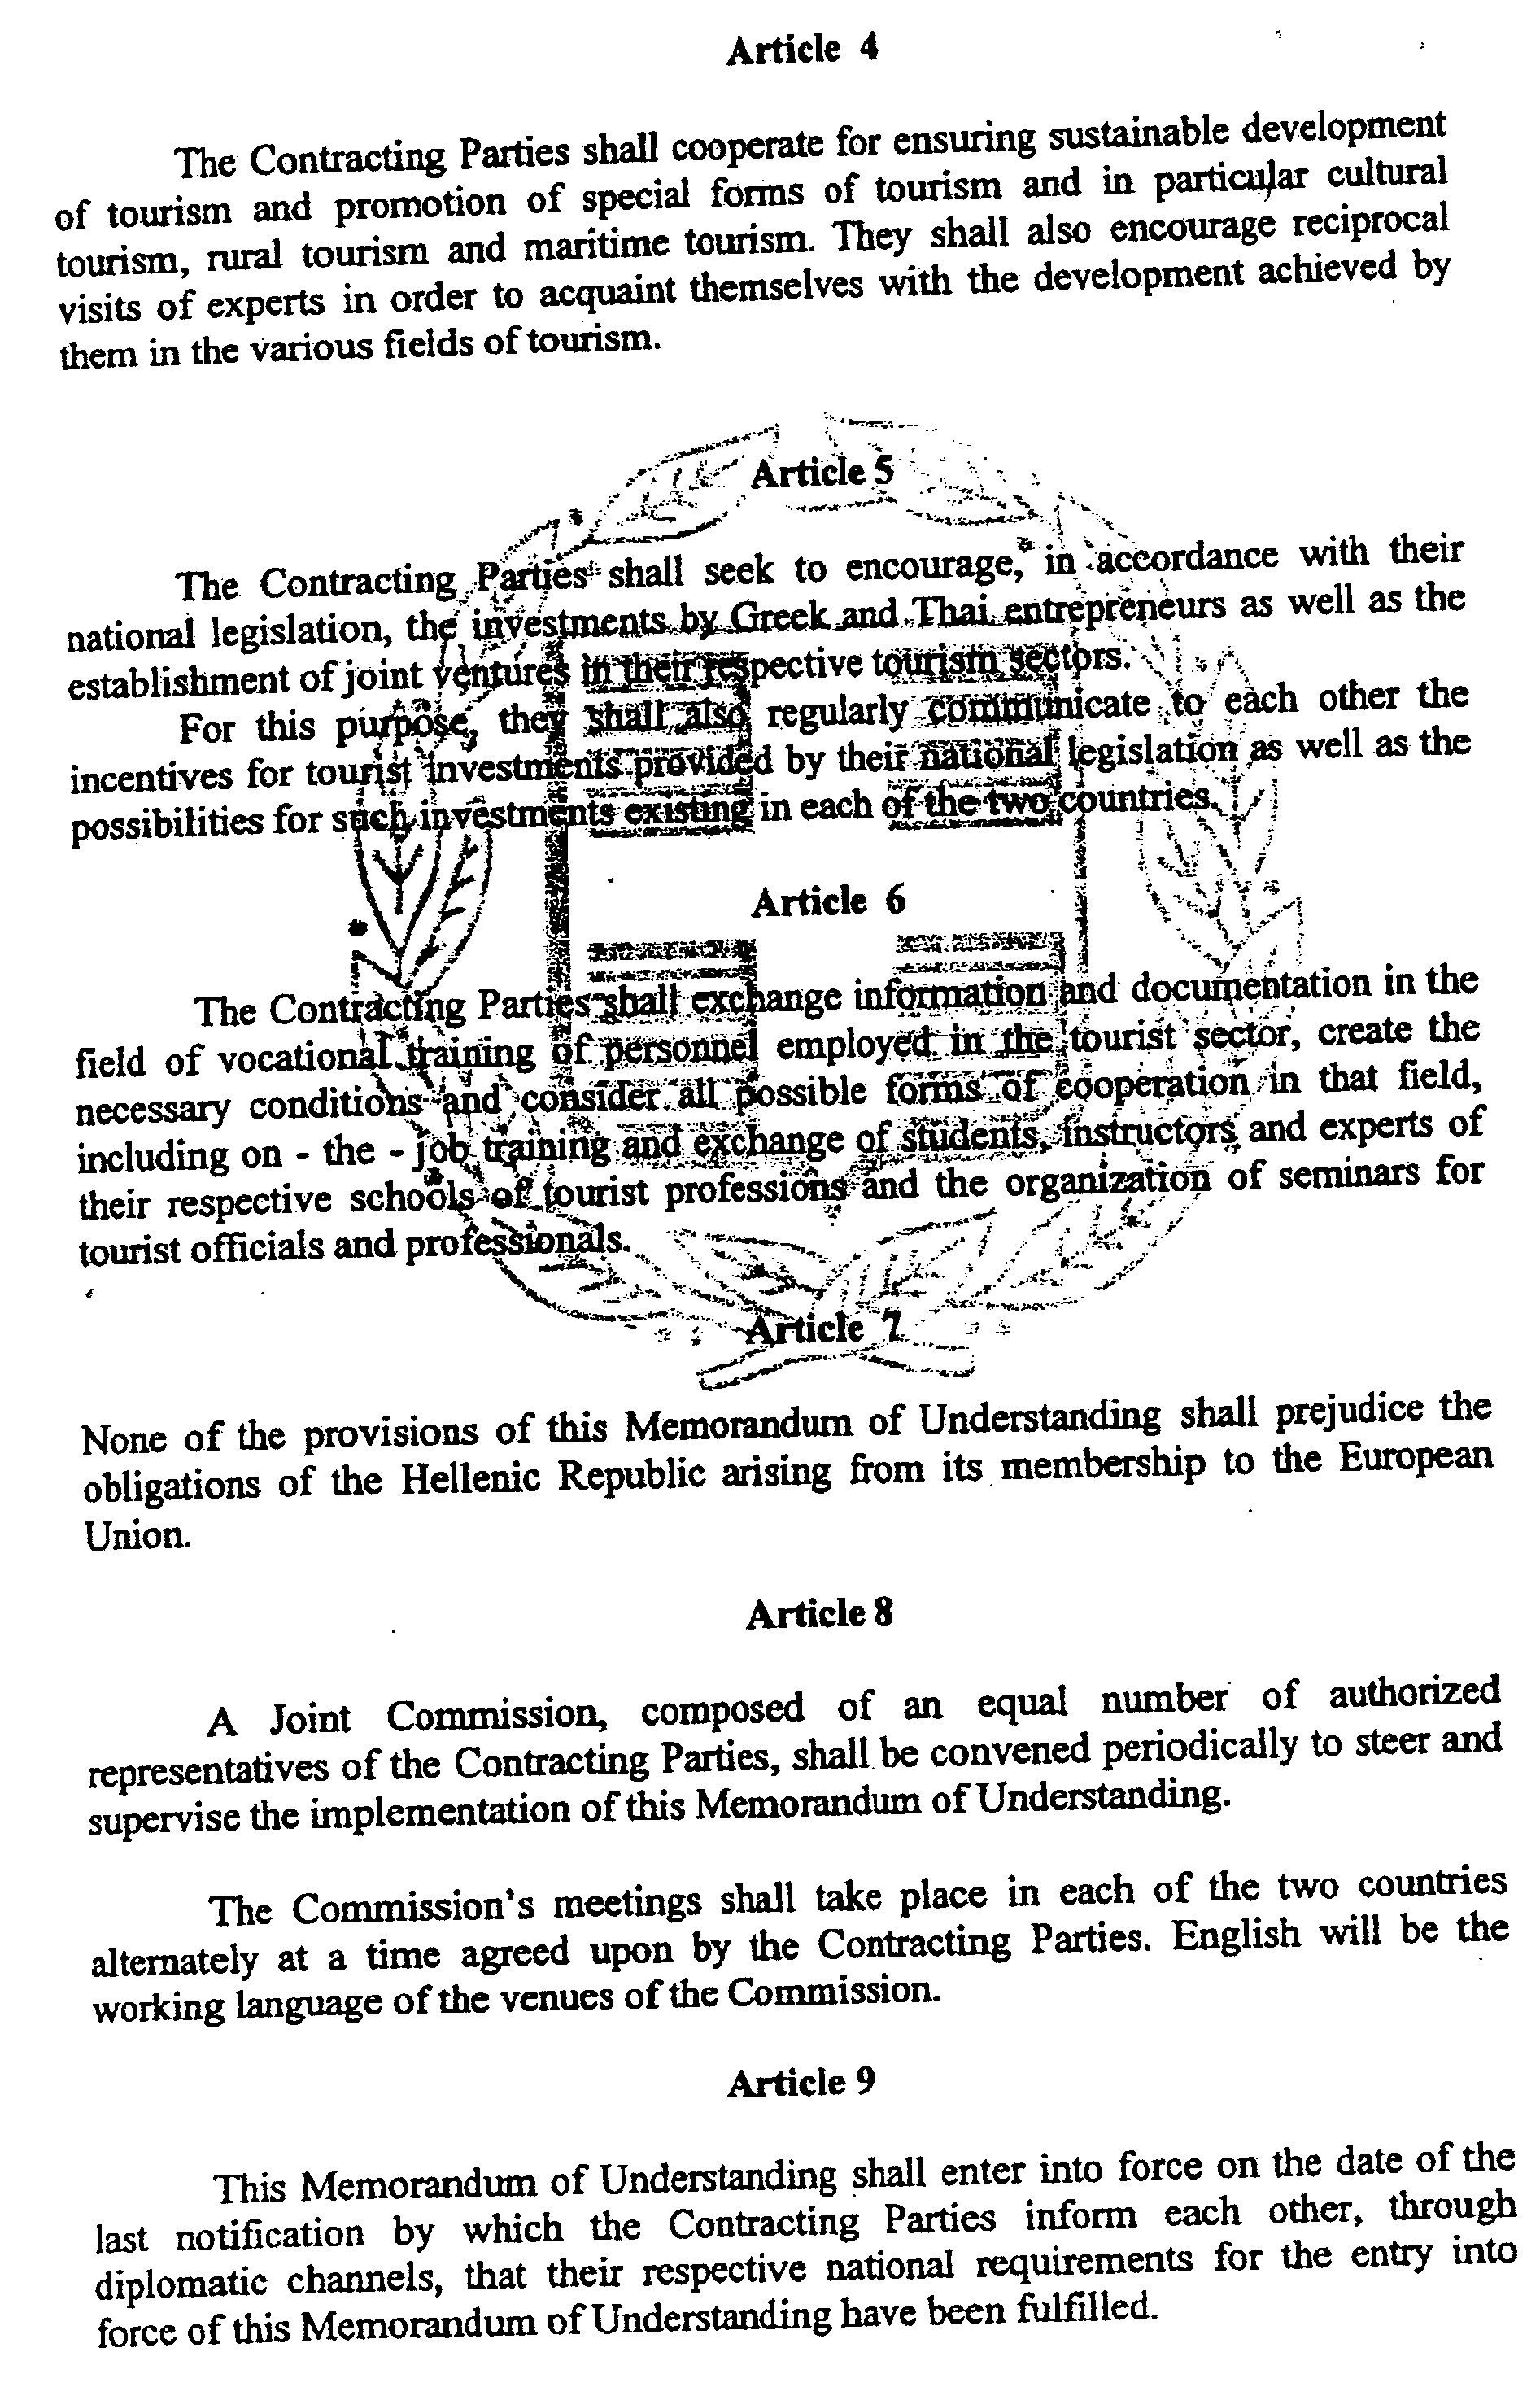 Article 4
The Contracting Parties shall cooperate for ensuring sustainable development
of tourism and promotion of special forms of tourism and in particular cultural
tourism, rural tourism and maritime tourism. They shall also encourage reciprocal
visits of experts in order to acquaint themselves with the development achieved by
them in the various fields of tourism.
Article 5
The Contracting Parties shall seek to encourage, in accordance with their
national legislation, the investments by Greek and Thai entrepreneurs as well as the
establishment of joint ventures in their respective tourism sectors.
For this purpose, they shall also regularly communicate to each other the
incentives for tourist investments provided by their national legislation as well as the
possibilities for such investments existing in each of the two countries.
Article 6
The Contracting Parties shall exchange information and documentation in the
field of vocational training of personnel employed in the tourist sector, create the
necessary conditions and consider all possible forms of cooperation in that field,
including on - the - job training and exchange of students, instructors and experts of
their respective schools of tourist professions and the organization of seminars for
tourist officials and professionals.
Article 7
None of the provisions of this Memorandum of Understanding shall prejudice the
obligations of the Hellenic Republic arising from its membership to the European
Union.
Article 8
A Joint Commission, composed of an equal number of authorized
representatives of the Contracting Parties, shall be convened periodically to steer and
supervise the implementation of this Memorandum of Understanding.
The Commission's meetings shall take place in each of the two countries
alternately at a time agreed upon by the Contracting Parties. English will be the
working language of the venues of the Commission.
Article 9
This Memorandum of Understanding shall enter into force on the date of the
last notification by which the Contracting Parties inform each other, through
diplomatic channels, that their respective national requirements for the entry into
force of this Memorandum of Understanding have been fulfilled.